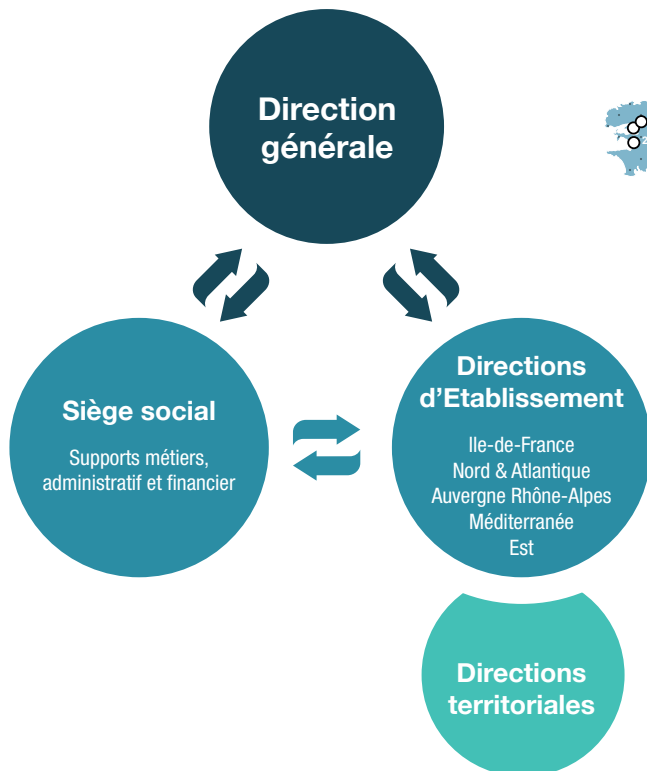 Direction
générale
Siège social
Supports métiers,
administratif et financier
Directions
d'Etablissement
Ile-de-France
Nord & Atlantique
Auvergne Rhône-Alpes
Méditerranée
Est
Directions
territoriales